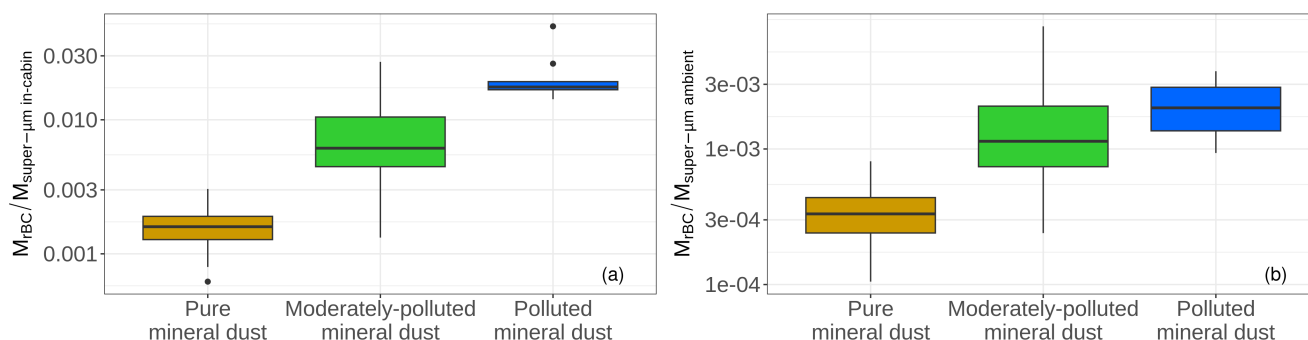 M_rBC/M_super−μm in-cabin
0.030
0.010
0.003
0.001
(a)
Pure
mineral dust
Moderately-polluted
mineral dust
Polluted
mineral dust
M_rBC/M_super−μm ambient
3e-03
1e-03
3e-04
1e-04
(b)
Pure
mineral dust
Moderately-polluted
mineral dust
Polluted
mineral dust